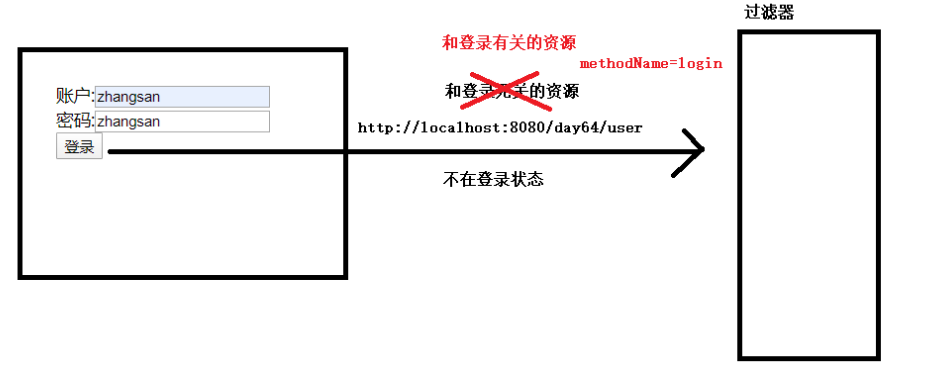 过滤器
和登录有关的资源
methodName=login
账户:zhangsan
和登录无关的资源
密码:zhangsan
http://localhost:8080/day64/user
登录
不在登录状态